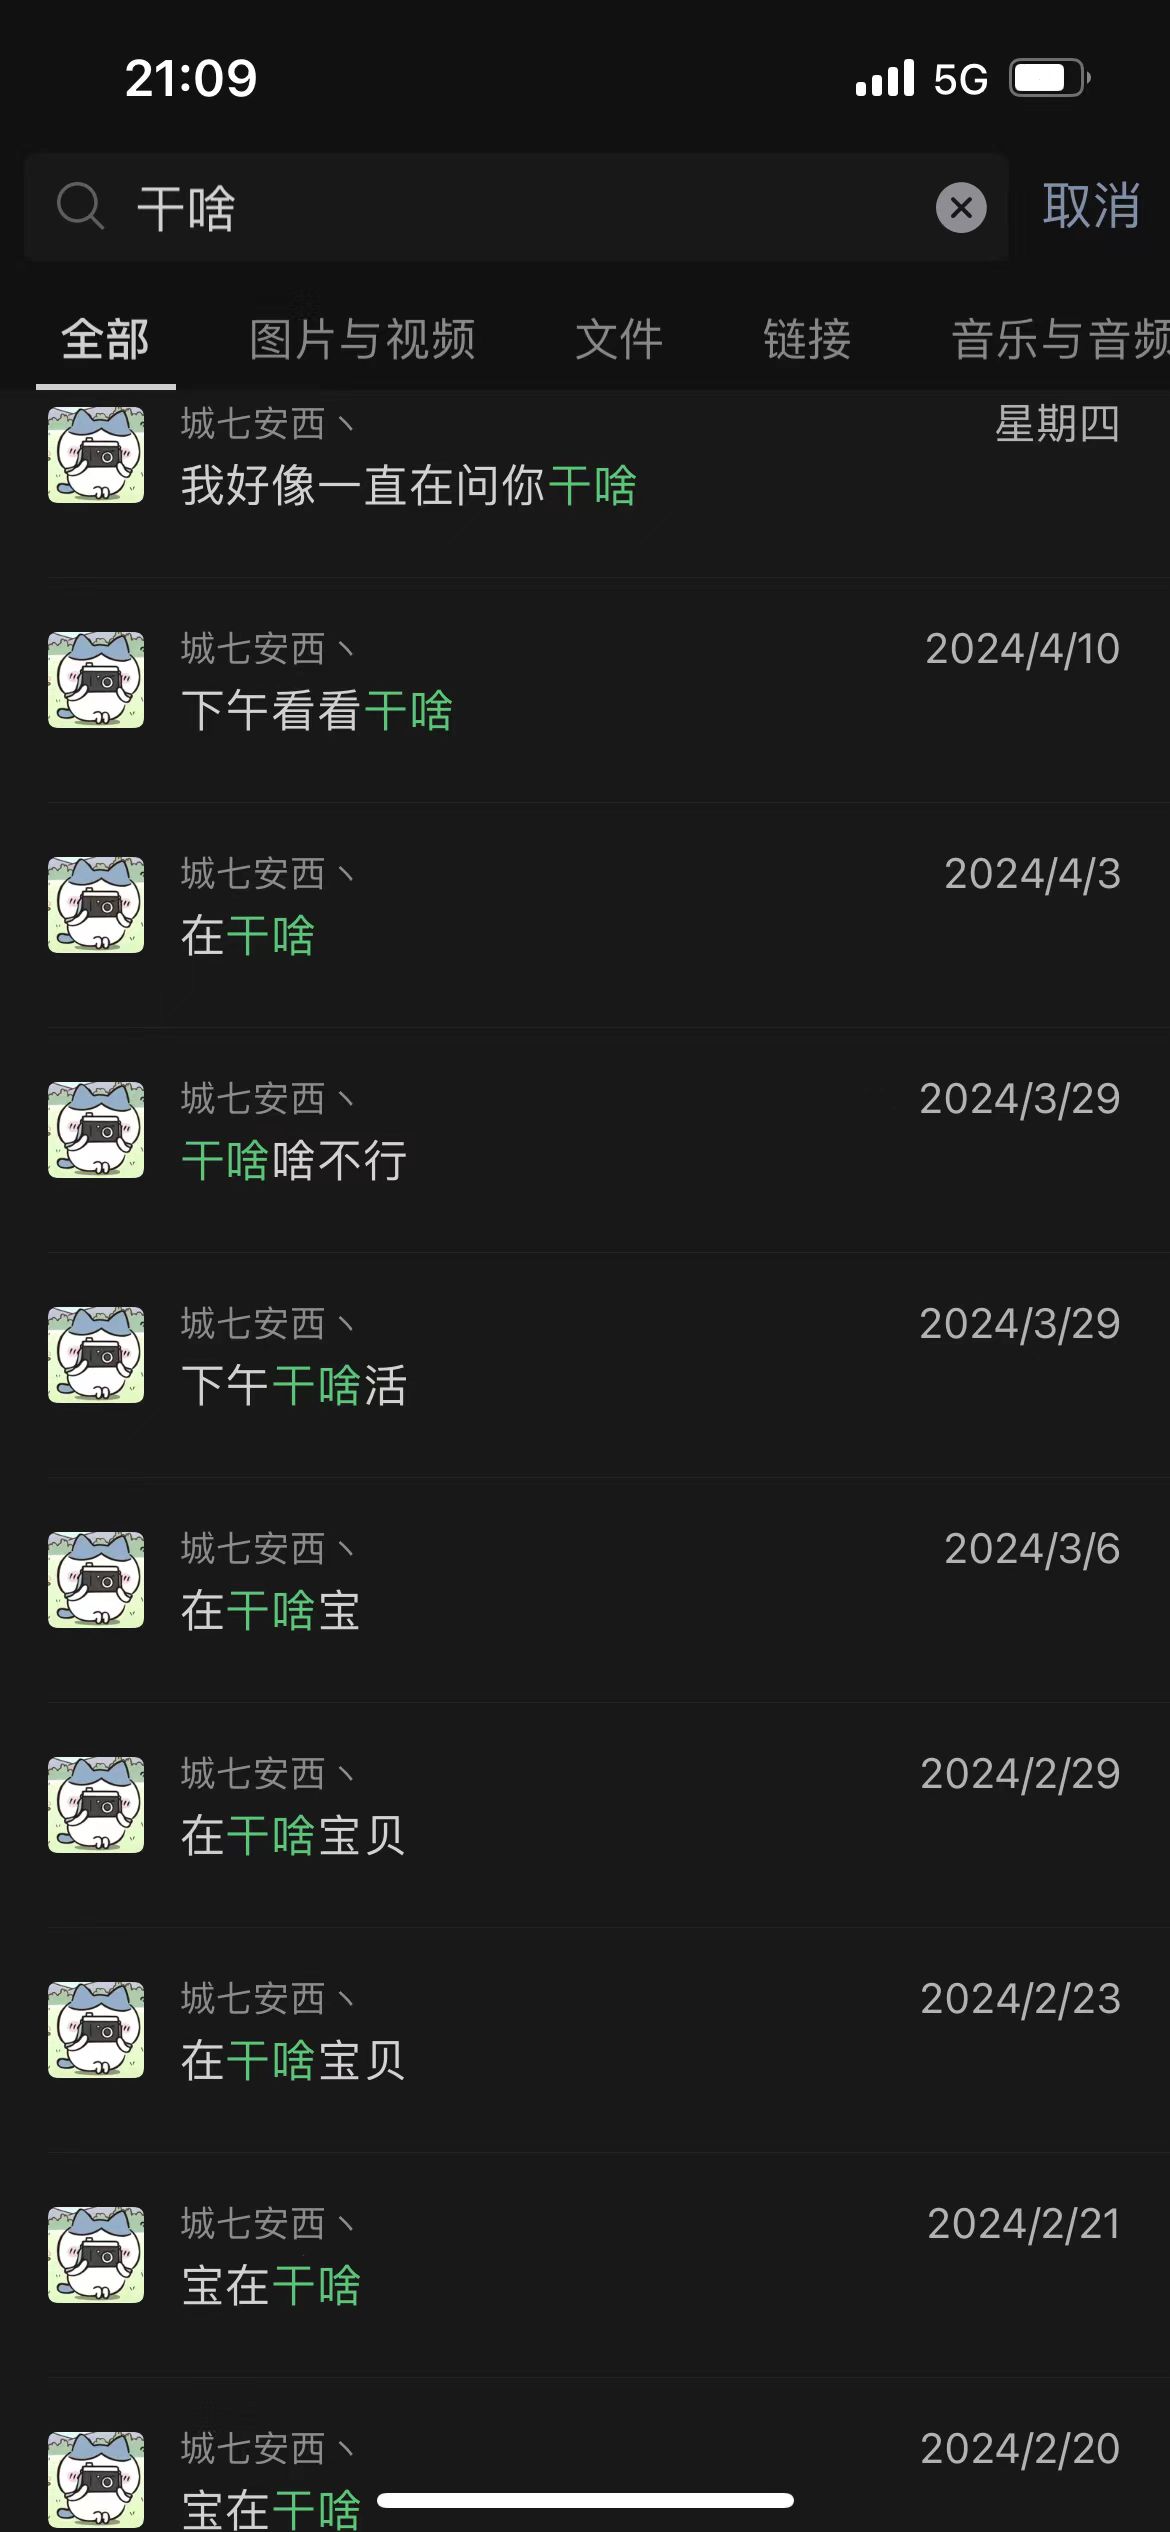 21:09
5G
干啥
取消
全部 图片与视频 文件 链接 音乐与音频
城七安西丶 星期四
我好像一直在问你干啥
城七安西丶 2024/4/10
下午看看干啥
城七安西丶 2024/4/3
在干啥
城七安西丶 2024/3/29
干啥啥不行
城七安西丶 2024/3/29
下午干啥活
城七安西丶 2024/3/6
在干啥宝
城七安西丶 2024/2/29
在干啥宝贝
城七安西丶 2024/2/23
在干啥宝贝
城七安西丶 2024/2/21
宝在干啥
城七安西丶 2024/2/20
宝在干啥